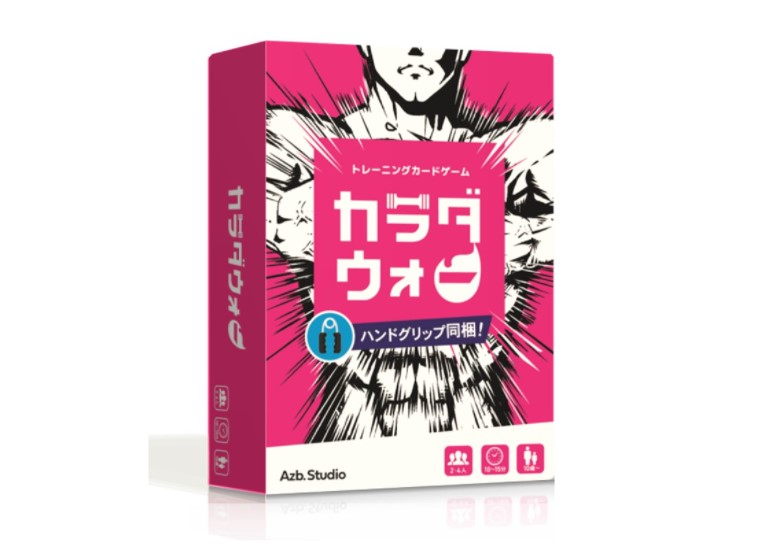 トレーニングカードゲーム
カラダ
ウォー
ハンドグリップ同梱!
Azb.Studio
2-4人
10~15分
10歳~
カラダウォー